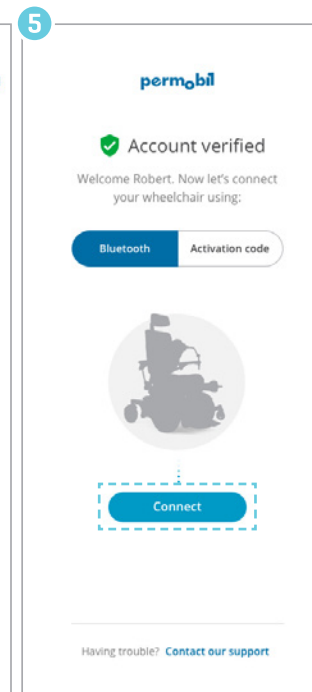 5
permobil
Account verified
Welcome Robert. Now let’s connect
your wheelchair using:
Bluetooth
Activation code
Connect
Having trouble? Contact our support